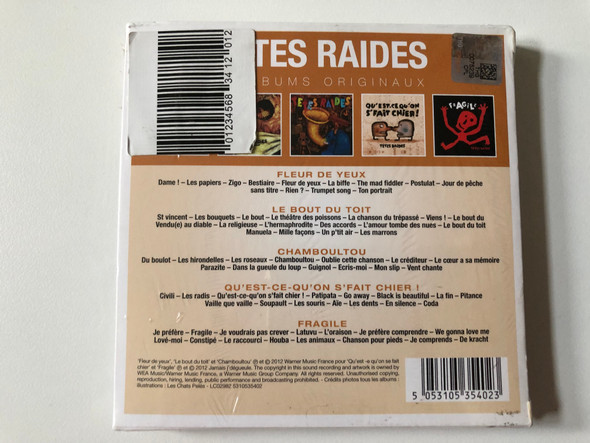 TES RAIDES
BUMS ORIGINAUX
01234568 34 12 012
TETES RAIDES
QU'EST-CE QU'ON
S'FAIT CHIER!
TETES RAIDES
FRAGILE
FLEUR DE YEUX
Dame ! – Les papiers – Zigo – Bestiaire – Fleur de yeux – La biffe – The mad fiddler – Postulat – Jour de pêche
sans titre – Rien ? – Trumpet song – Ton portrait
LE BOUT DU TOIT
St vincent – Les bouquets – Le bout – Le théâtre des poissons – La chanson du trépassé – Viens ! – Le bout du
Vendu(e) au diable – La religieuse – L'hermaphrodite – Des accords – L'amour tombe des nues – Le bout du toit
Manuela – Mille façons – Un p'tit air – Les marrons
CHAMBOULTOU
Du boulot – Les hirondelles – Les roseaux – Chamboultou – Oublie cette chanson – Le créditeur – Le cœur a sa mémoire
Parazite – Dans la gueule du loup – Guignol – Ecris-moi – Mon slip – Vent chante
QU'EST-CE-QU'ON S'FAIT CHIER !
Civili – Les radis – Qu'est-ce-qu'on s'fait chier ! – Patipata – Go away – Black is beautiful – La fin – Pitance
Vaille que vaille – Soupault – Les souris – Aïe – Les dents – En silence – Coda
FRAGILE
Je préfère – Fragile – Je voudrais pas crever – Latuvu – L'oraison – Je préfère comprendre – We gonna love me
Lové-moi – Constipé – Le raccourci – Houba – Les animaux – Chanson pour pieds – Je comprends – De kracht
'Fleur de yeux', 'Le bout du toit' et 'Chamboultou' ℗ et © 2012 Warner Music France pour 'Qu'est -e qu'on se fait
chier' et 'Fragile' ℗ et © 2012 Jamais / dégueule. The copyright in this sound recording and artwork is owned by
WEA Music/Warner Music France, a Warner Music Group Company. All rights reserved. Unauthorised copying,
reproduction, hiring, lending, public performance and broadcasting prohibited. - Crédits photos tous les albums :
illustrations : Les Chats Pelés - LC02982 5310535402
5 053105 354023